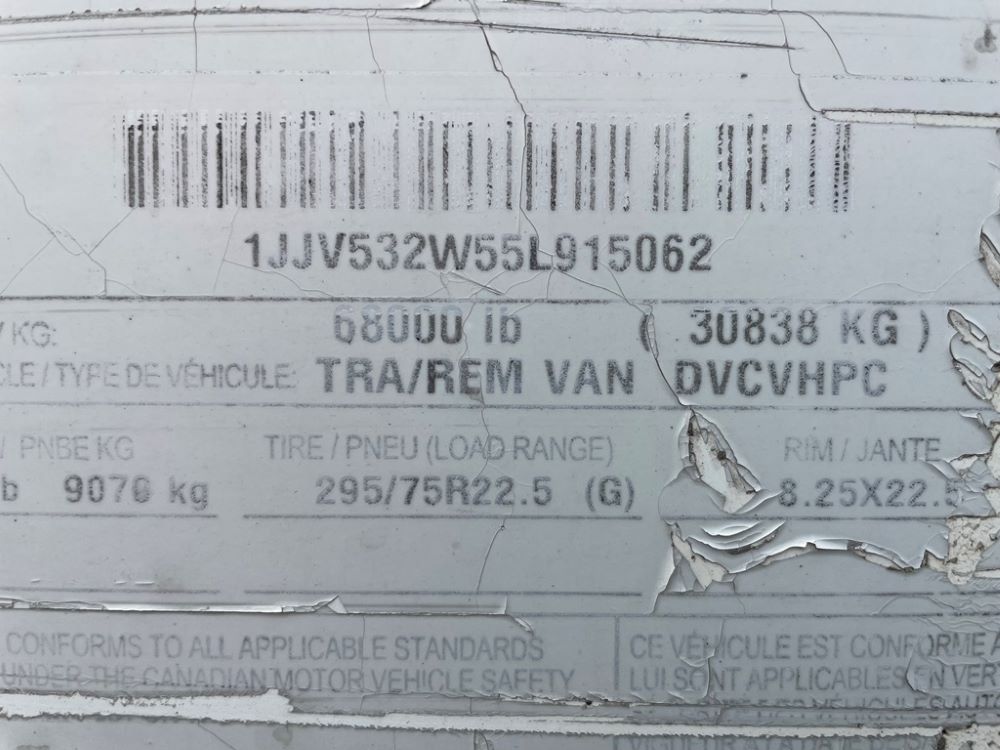 1JJV532W55L915062
/ KG: 68000 lb ( 30838 KG )
CLE / TYPE DE VÉHICULE: TRA/REM VAN DVCVHPC
/ PNBE KG TIRE / PNEU (LOAD RANGE) RIM / JANTE
b 9070 kg 295/75R22.5 (G) 8.25X22.5
CONFORMS TO ALL APPLICABLE STANDARDS CE VÉHICULE EST CONFORME À
UNDER THE CANADIAN MOTOR VEHICLE SAFETY LUI SONT APPLICABLES EN VER